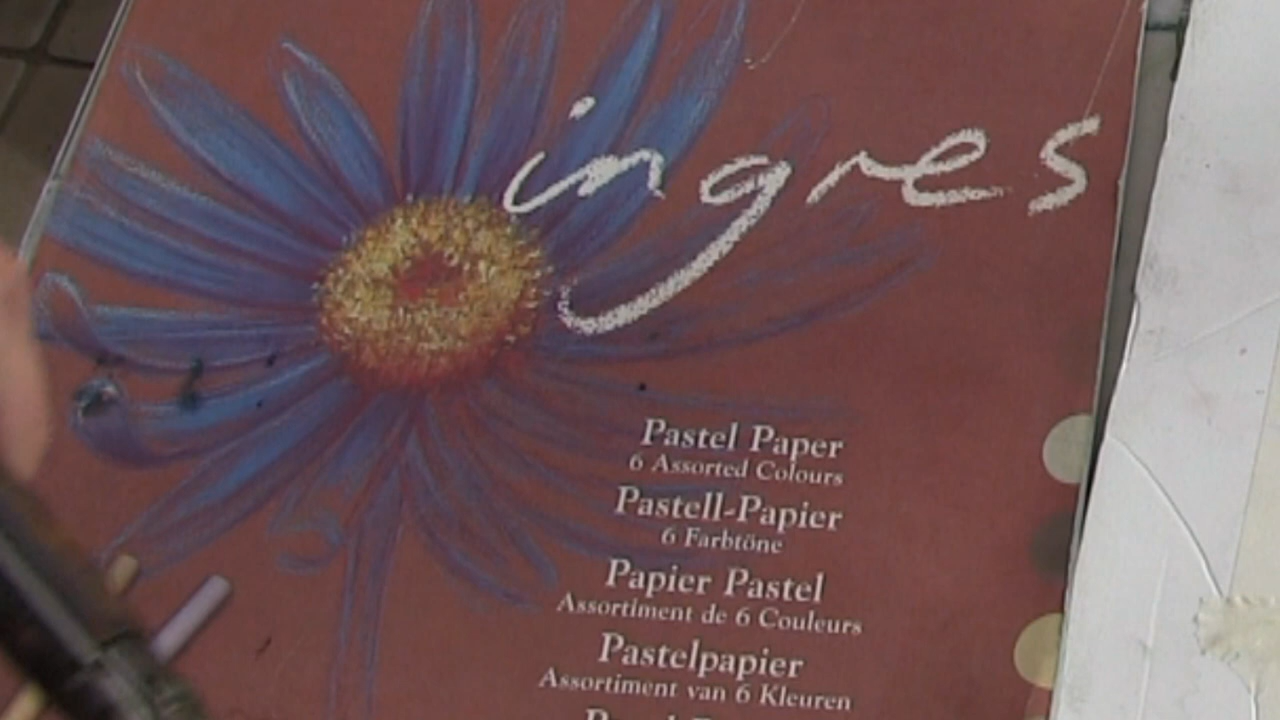 ingres
Pastel Paper
6 Assorted Colours
Pastell-Papier
6 Farbtöne
Papier Pastel
Assortiment de 6 Couleurs
Pastelpapier
Assortiment van 6 Kleuren